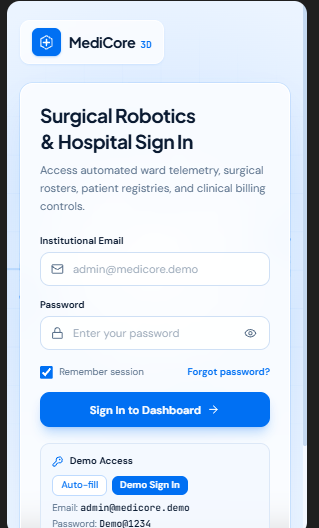 MediCore 3D
Surgical Robotics
& Hospital Sign In
Access automated ward telemetry, surgical
rosters, patient registries, and clinical billing
controls.
Institutional Email
admin@medicore.demo
Password
Enter your password
Remember session Forgot password?
Sign In to Dashboard →
Demo Access
Auto-fill Demo Sign In
Email: admin@medicore.demo
Password: Demo@1234